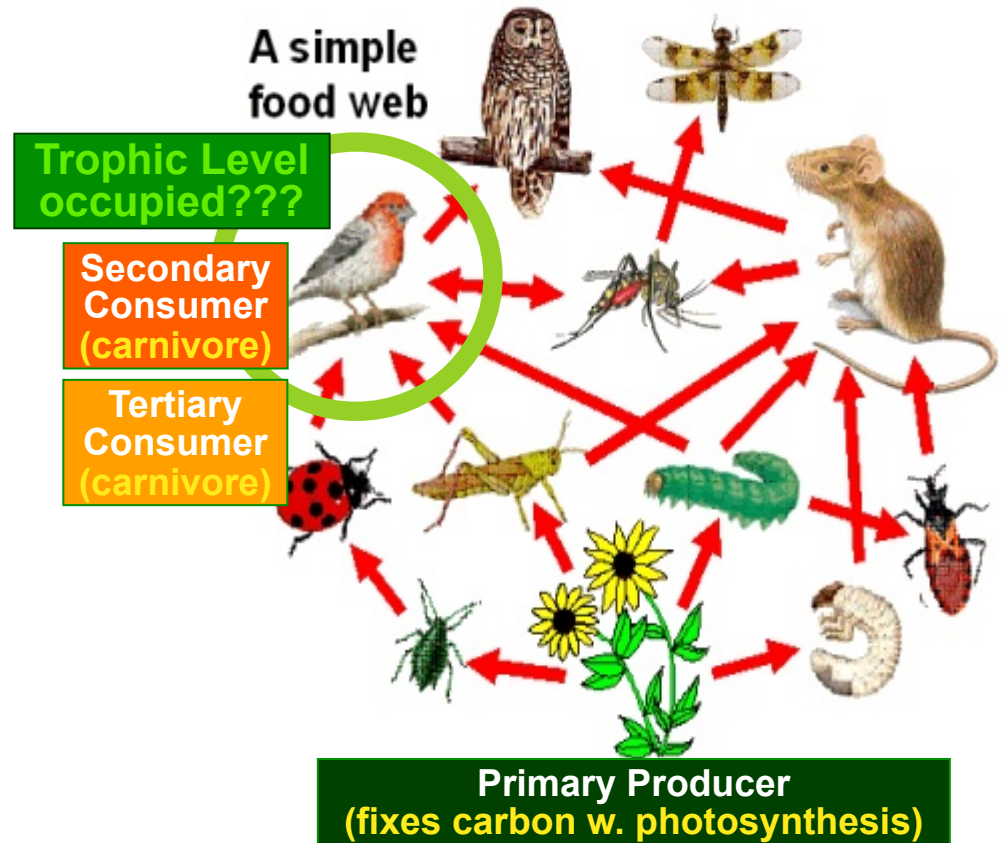 A simple
food web
Trophic Level
occupied???
Secondary
Consumer
(carnivore)
Tertiary
Consumer
(carnivore)
Primary Producer
(fixes carbon w. photosynthesis)